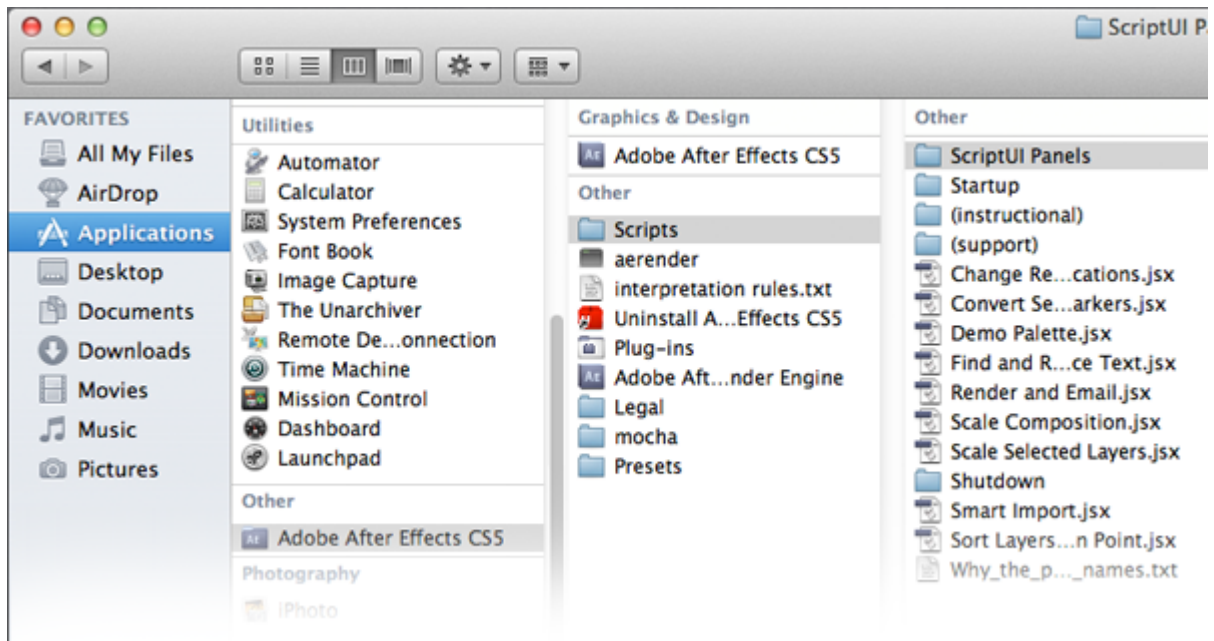 ScriptUI P
FAVORITES
All My Files
AirDrop
Applications
Desktop
Documents
Downloads
Movies
Music
Pictures
Utilities
Automator
Calculator
System Preferences
Font Book
Image Capture
The Unarchiver
Remote De...onnection
Time Machine
Mission Control
Dashboard
Launchpad
Other
Adobe After Effects CS5
Photography
iPhoto
Graphics & Design
Adobe After Effects CS5
Other
Scripts
aerender
interpretation rules.txt
Uninstall A...Effects CS5
Plug-ins
Adobe Aft...nder Engine
Legal
mocha
Presets
Other
ScriptUI Panels
Startup
(instructional)
(support)
Change Re...cations.jsx
Convert Se...arkers.jsx
Demo Palette.jsx
Find and R...ce Text.jsx
Render and Email.jsx
Scale Composition.jsx
Scale Selected Layers.jsx
Shutdown
Smart Import.jsx
Sort Layers...n Point.jsx
Why_the_p..._names.txt